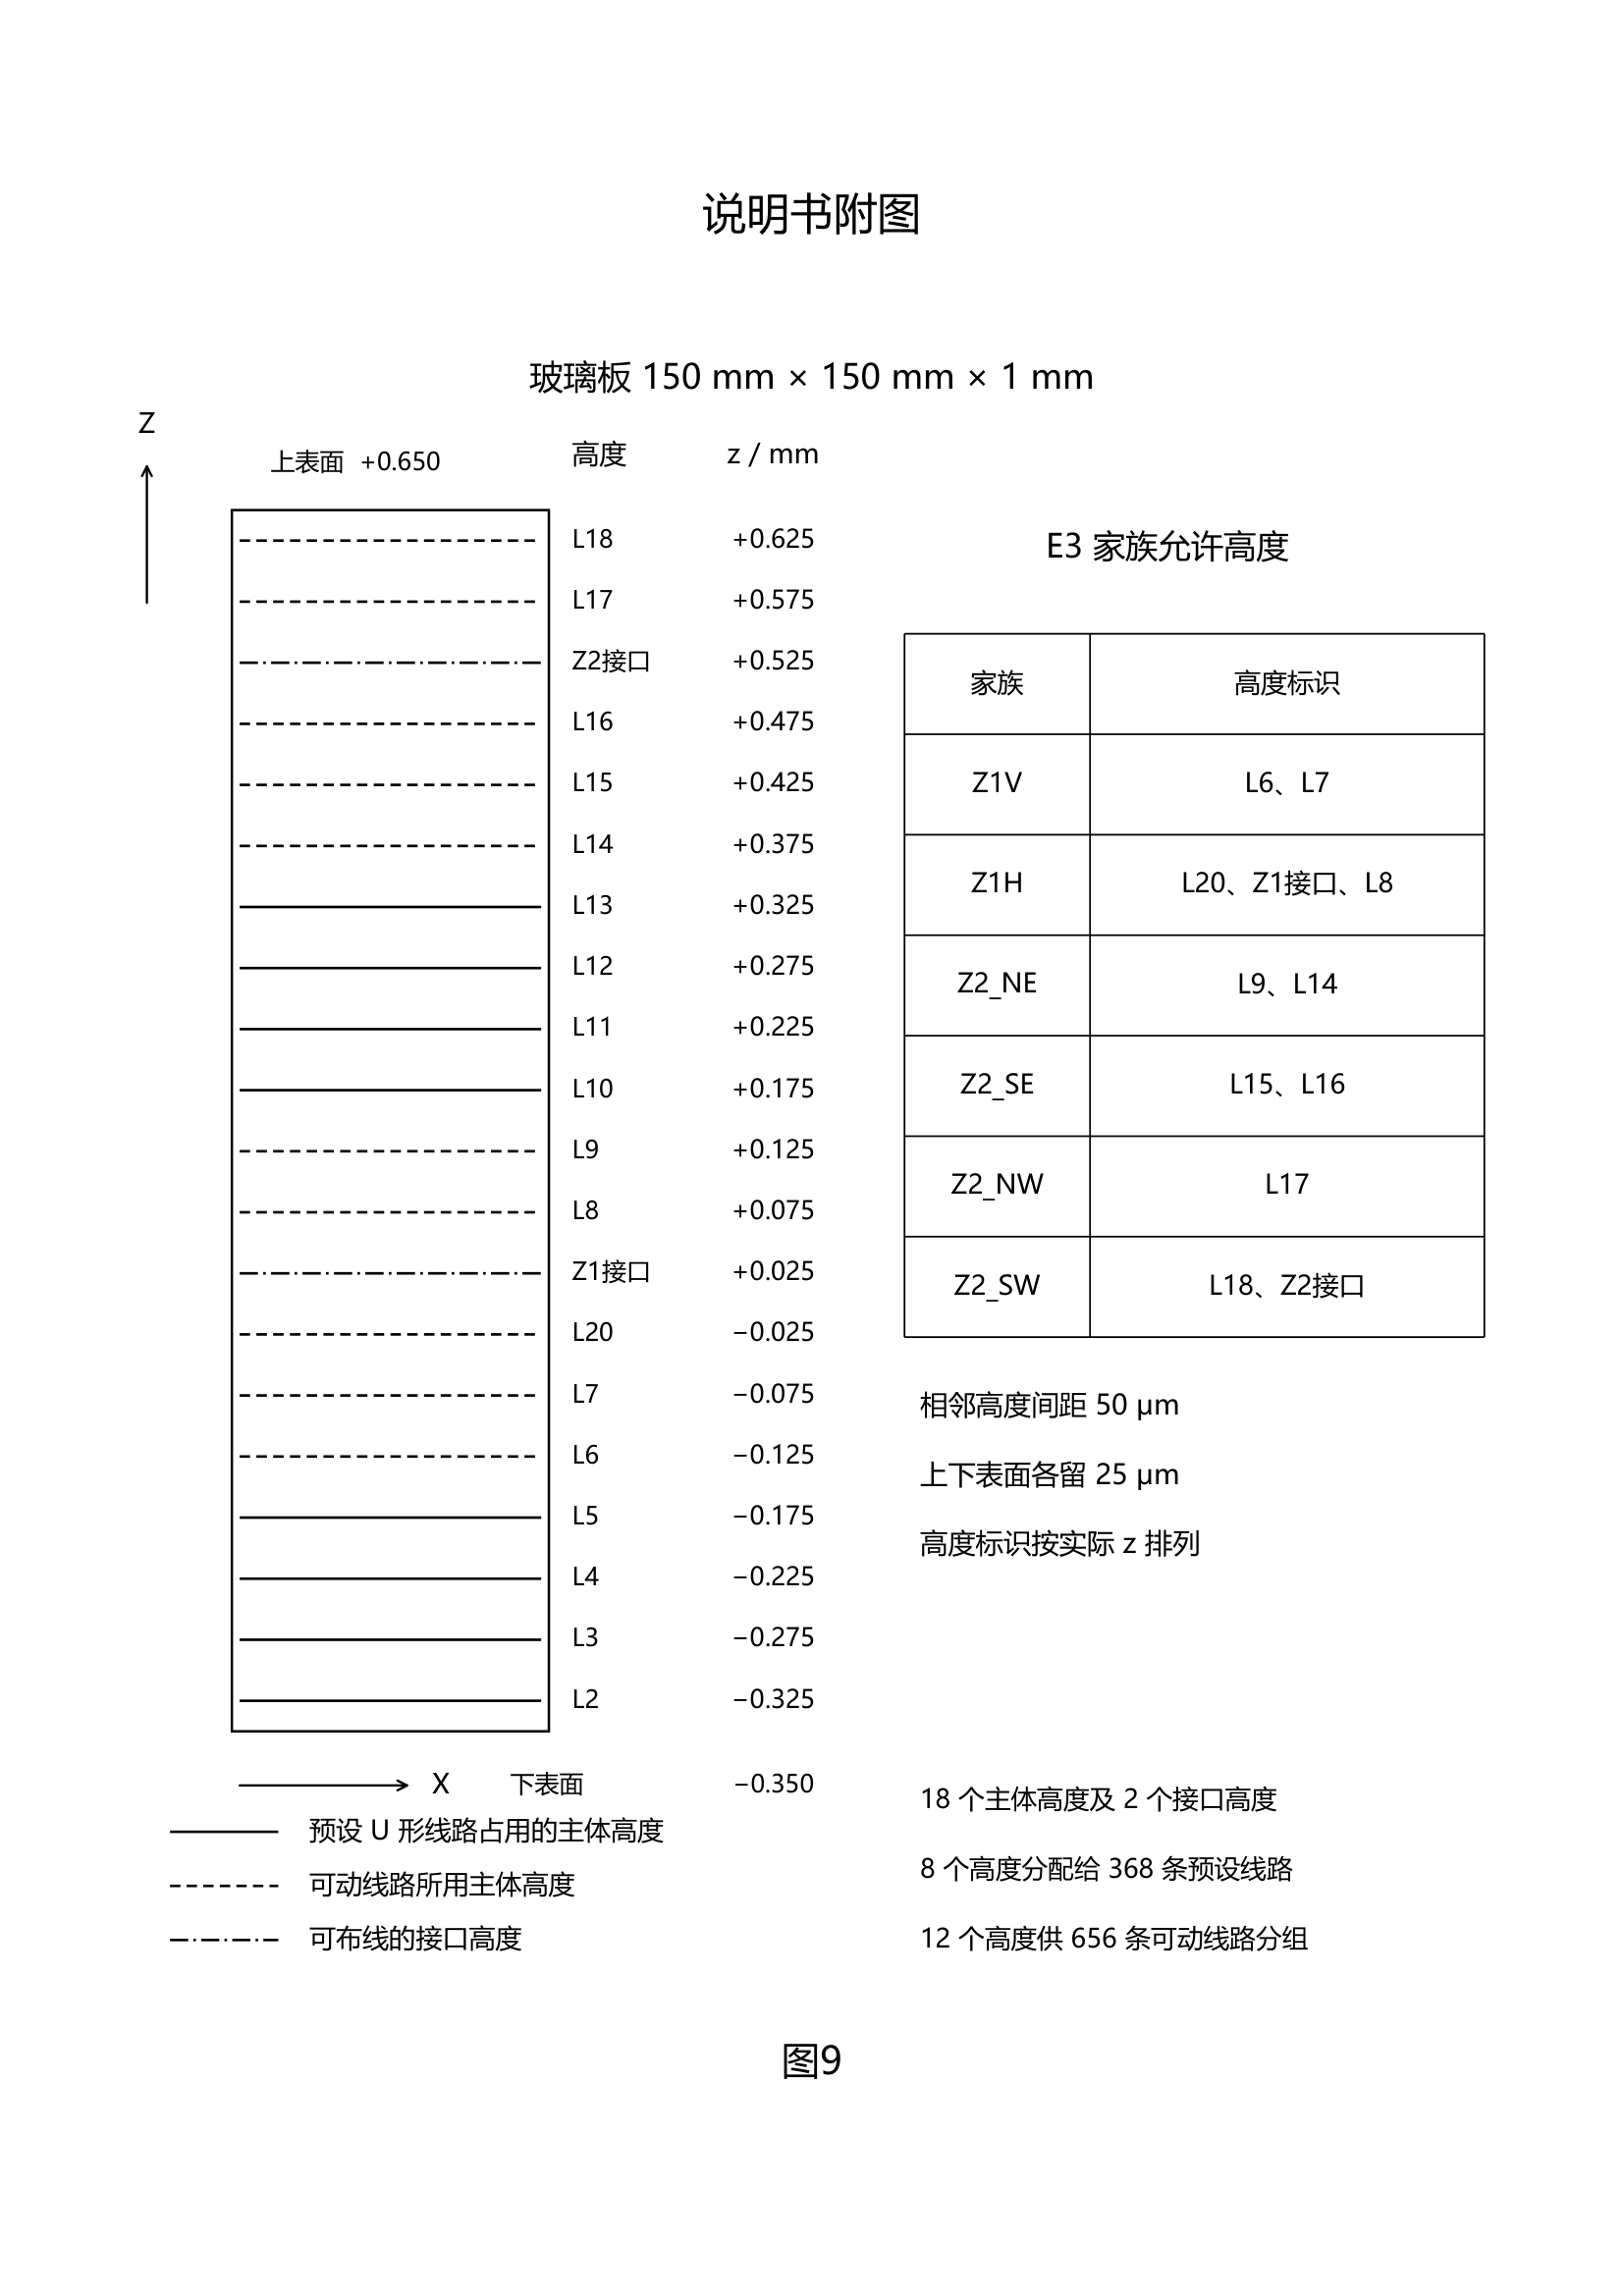 说明书附图
玻璃板 150 mm × 150 mm × 1 mm
Z
上表面 +0.650
高度 z / mm
L18 +0.625
L17 +0.575
Z2接口 +0.525
L16 +0.475
L15 +0.425
L14 +0.375
L13 +0.325
L12 +0.275
L11 +0.225
L10 +0.175
L9 +0.125
L8 +0.075
Z1接口 +0.025
L20 −0.025
L7 −0.075
L6 −0.125
L5 −0.175
L4 −0.225
L3 −0.275
L2 −0.325
X 下表面 −0.350
预设 U 形线路占用的主体高度
可动线路所用主体高度
可布线的接口高度
E3 家族允许高度
家族 高度标识
Z1V L6、L7
Z1H L20、Z1接口、L8
Z2_NE L9、L14
Z2_SE L15、L16
Z2_NW L17
Z2_SW L18、Z2接口
相邻高度间距 50 μm
上下表面各留 25 μm
高度标识按实际 z 排列
18 个主体高度及 2 个接口高度
8 个高度分配给 368 条预设线路
12 个高度供 656 条可动线路分组
图9